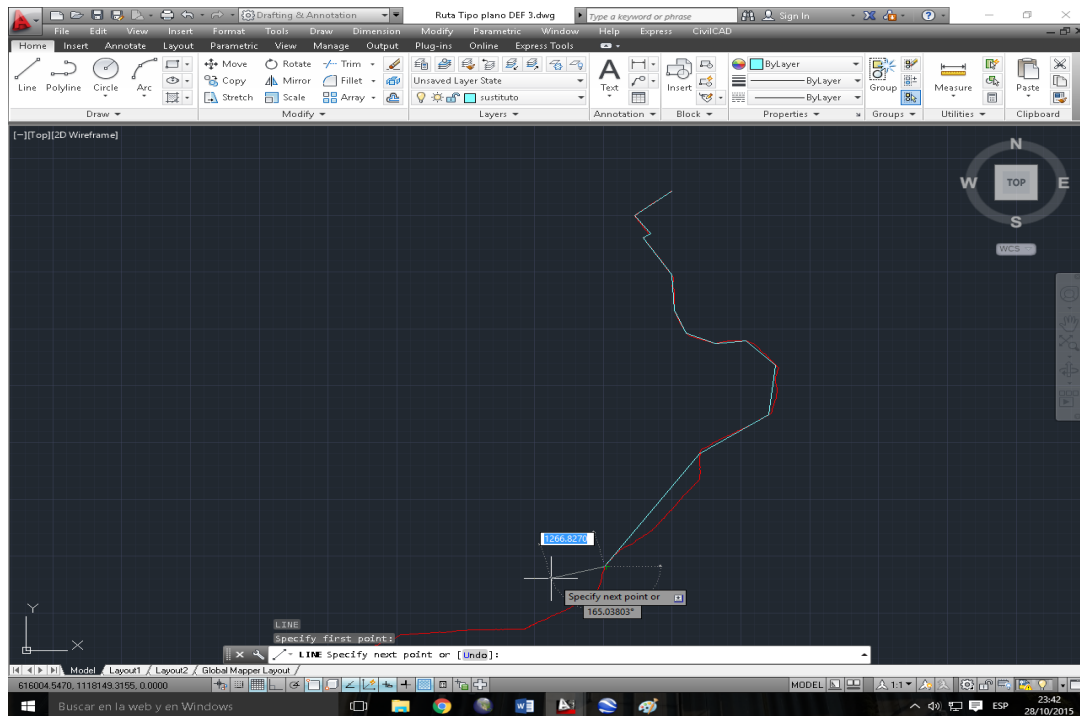 Drafting & Annotation Ruta Tipo plano DEF 3.dwg Type a keyword or phrase Sign In
File Edit View Insert Format Tools Draw Dimension Modify Parametric Window Help Express CivilCAD
Home Insert Annotate Layout Parametric View Manage Output Plug-ins Online Express Tools
Line Polyline Circle Arc
Move Rotate Trim
Copy Mirror Fillet
Stretch Scale Array
Unsaved Layer State
sustituto
A
Text
Insert
ByLayer
ByLayer
ByLayer
Group
Measure
Paste
Draw Modify Layers Annotation Block Properties Groups Utilities Clipboard
[−][Top][2D Wireframe]
N
W TOP E
S
WCS
1266.8270
Specify next point or
165.03803°
Y
X
LINE
Specify first point:
LINE Specify next point or [Undo]:
Model Layout1 Layout2 Global Mapper Layout
616004.5470, 1118149.3155, 0.0000 MODEL 1:1
Buscar en la web y en Windows
ESP
23:42
28/10/2015